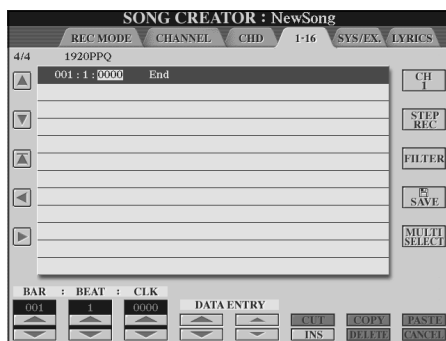 SONG CREATOR : NewSong
REC MODE CHANNEL CHD 1-16 SYS/EX. LYRICS
4/4 1920PPQ
001 : 1 : 0000 End
CH
1
STEP
REC
FILTER
SAVE
MULTI
SELECT
BAR : BEAT : CLK
001 1 0000
DATA ENTRY
CUT COPY PASTE
INS DELETE CANCEL